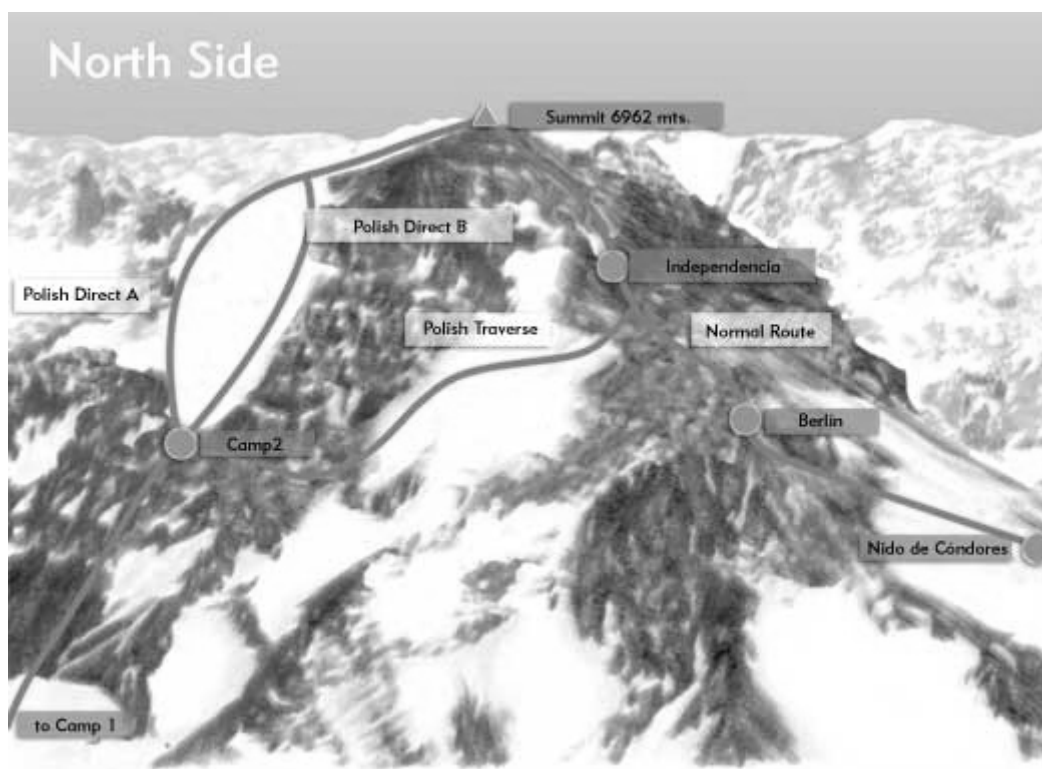 North Side
Summit 6962 mts.
Polish Direct B
Independencia
Polish Direct A
Polish Traverse
Normal Route
Berlin
Camp2
Nido de Cóndores
to Camp 1